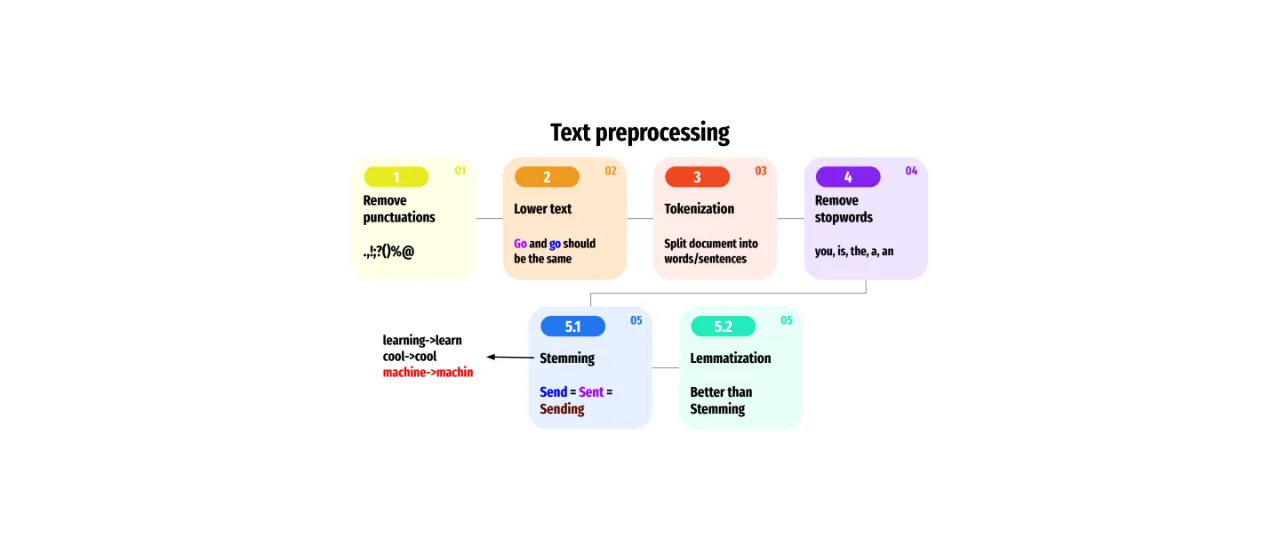 Text preprocessing
1
01
Remove
punctuations
.,!;?()%@
2
02
Lower text
Go and go should
be the same
3
03
Tokenization
Split document into
words/sentences
4
04
Remove
stopwords
you, is, the, a, an
5.1
05
Stemming
Send = Sent =
Sending
learning->learn
cool->cool
machine->machin
5.2
05
Lemmatization
Better than
Stemming